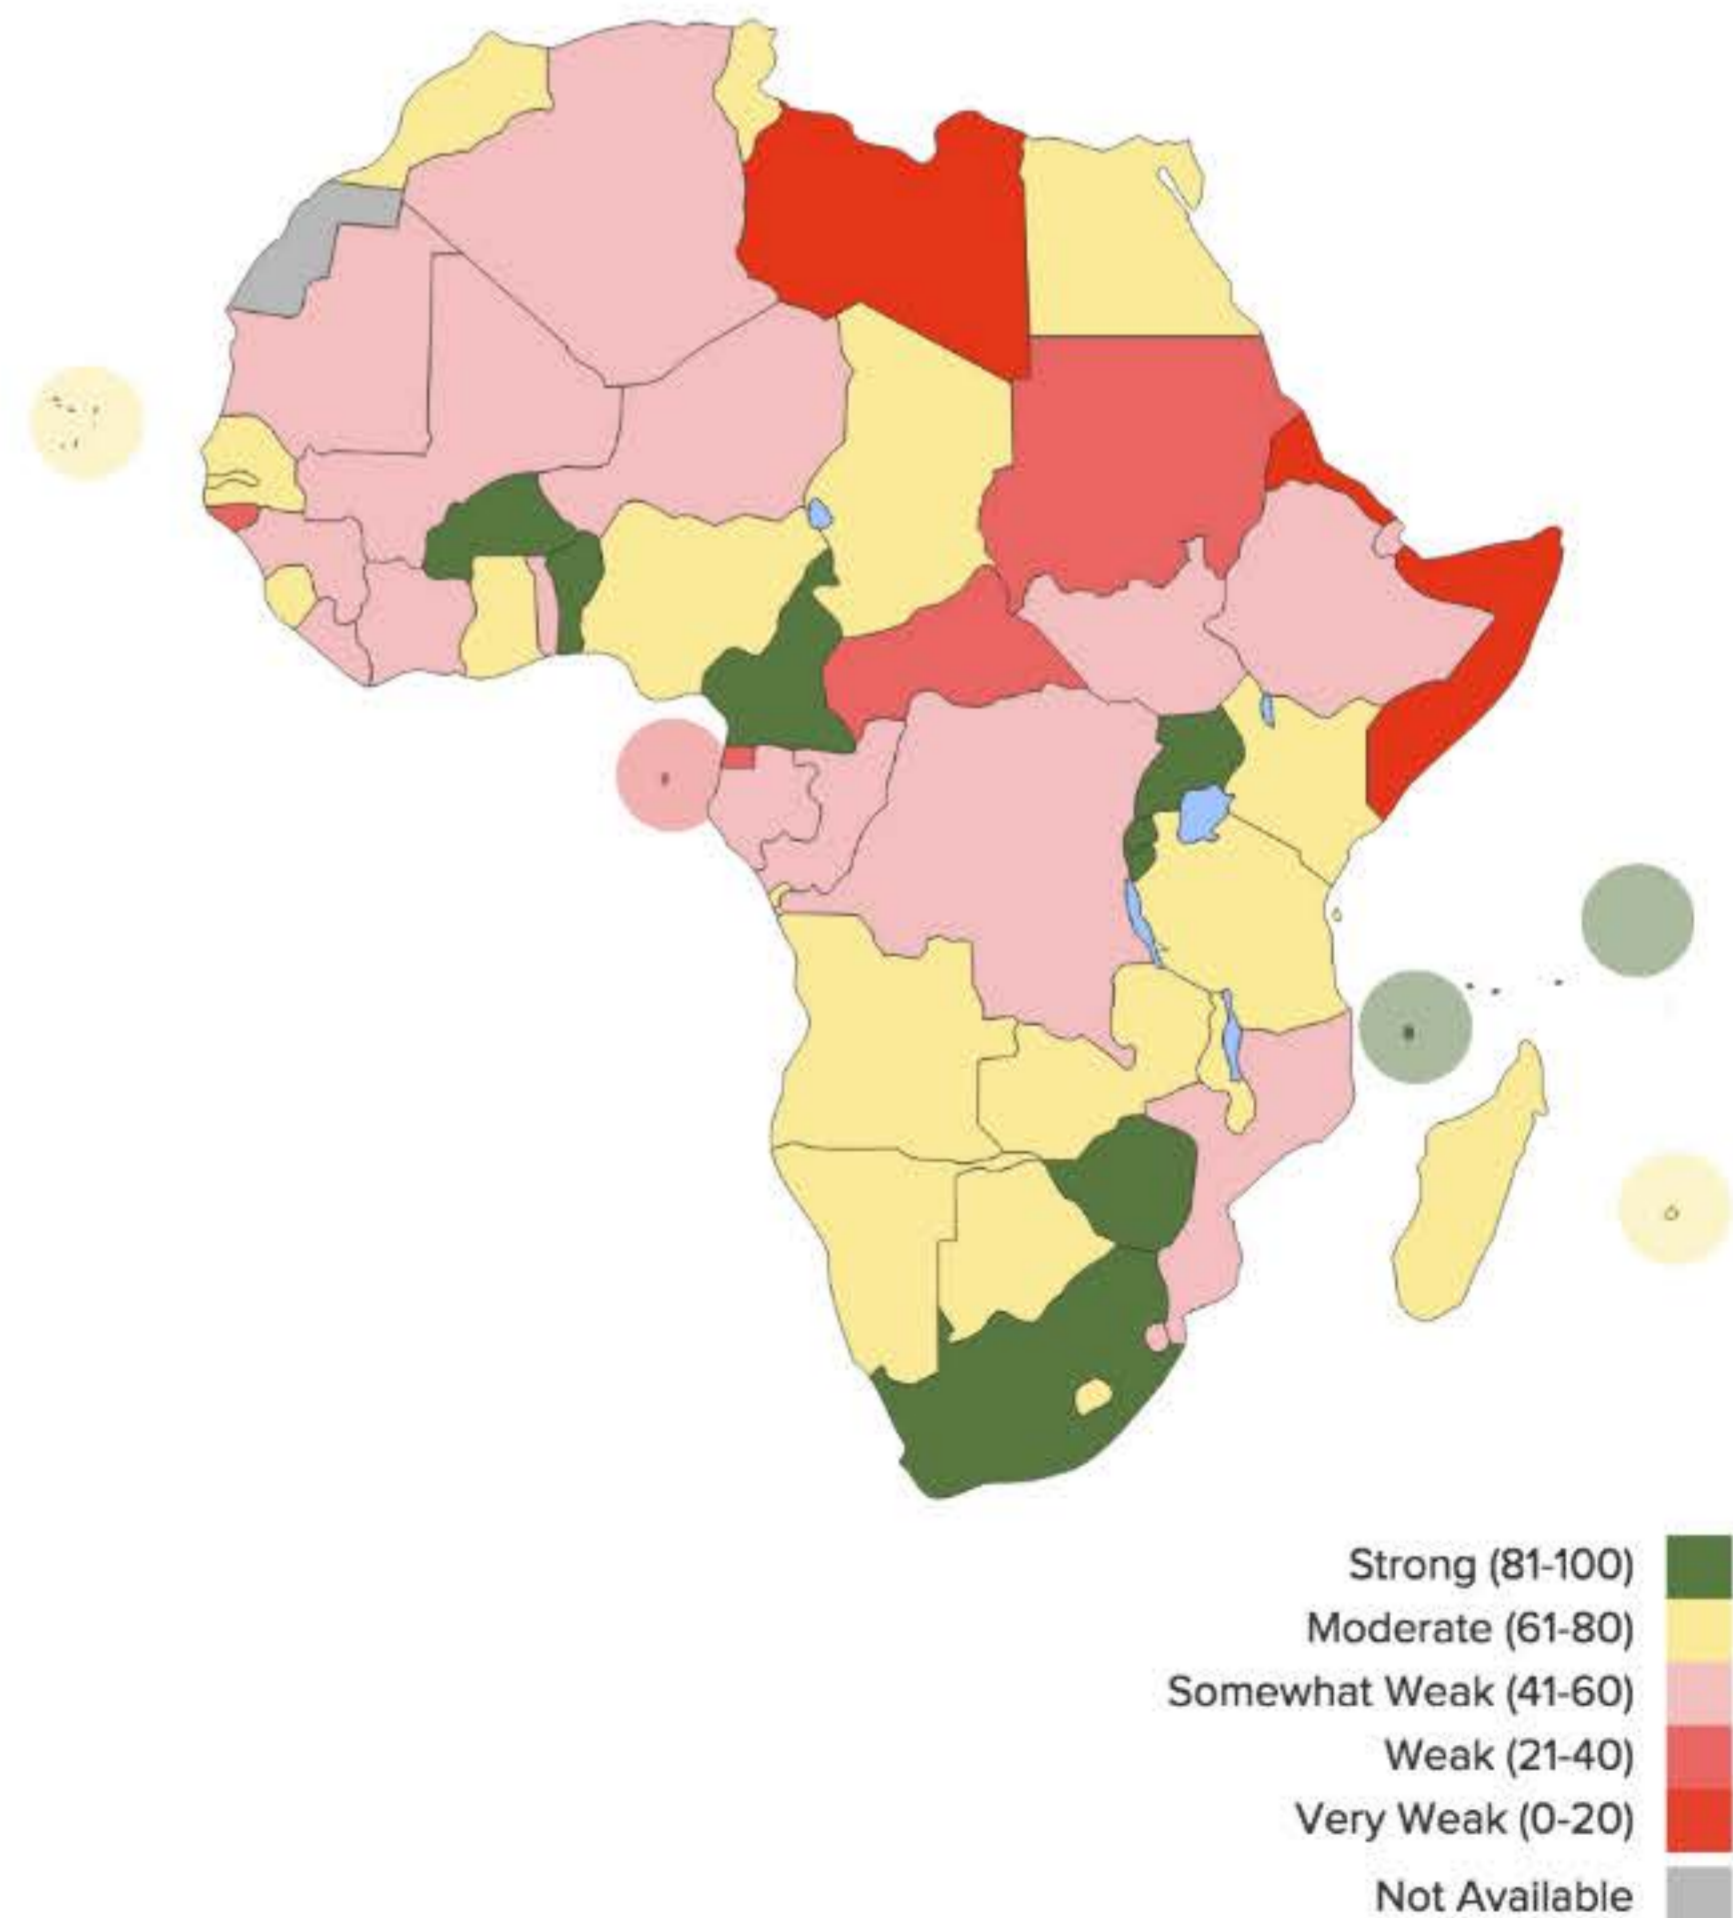 Strong (81-100)
Moderate (61-80)
Somewhat Weak (41-60)
Weak (21-40)
Very Weak (0-20)
Not Available